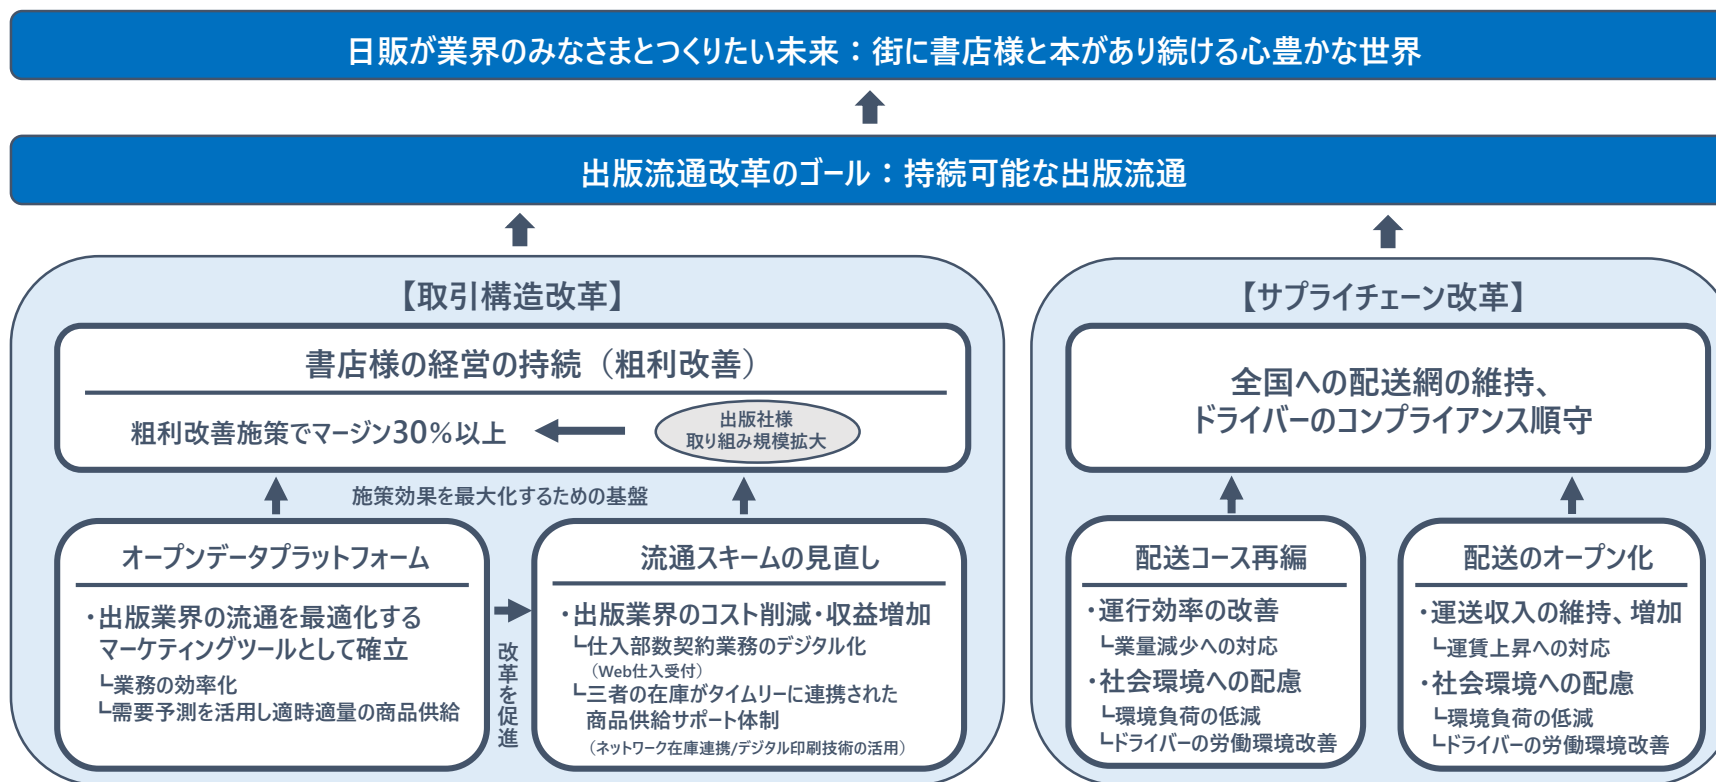 日販が業界のみなさまとつくりたい未来：街に書店様と本があり続ける心豊かな世界
出版流通改革のゴール：持続可能な出版流通
【取引構造改革】
書店様の経営の持続（粗利改善）
粗利改善施策でマージン30%以上
出版社様
取り組み規模拡大
施策効果を最大化するための基盤
オープンデータプラットフォーム
・出版業界の流通を最適化する
マーケティングツールとして確立
┗業務の効率化
┗需要予測を活用し適時適量の商品供給
改革を促進
流通スキームの見直し
・出版業界のコスト削減・収益増加
┗仕入部数契約業務のデジタル化
（Web仕入受付）
┗三者の在庫がタイムリーに連携された
商品供給サポート体制
（ネットワーク在庫連携/デジタル印刷技術の活用）
【サプライチェーン改革】
全国への配送網の維持、
ドライバーのコンプライアンス順守
配送コース再編
・運行効率の改善
┗業量減少への対応
・社会環境への配慮
┗環境負荷の低減
┗ドライバーの労働環境改善
配送のオープン化
・運送収入の維持、増加
┗運賃上昇への対応
・社会環境への配慮
┗環境負荷の低減
┗ドライバーの労働環境改善